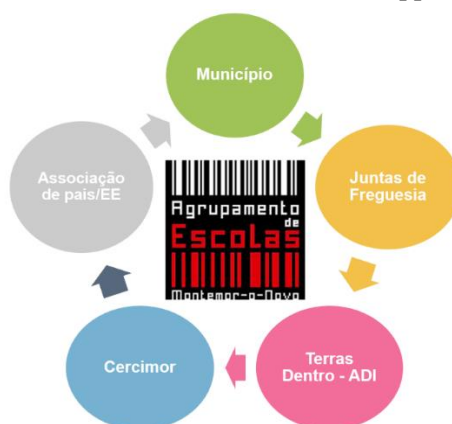 Município
Juntas de
Freguesia
Terras
Dentro - ADI
Cercimor
Associação
de pais/EE
Agrupamento
de
Escolas
Montemor-o-Novo